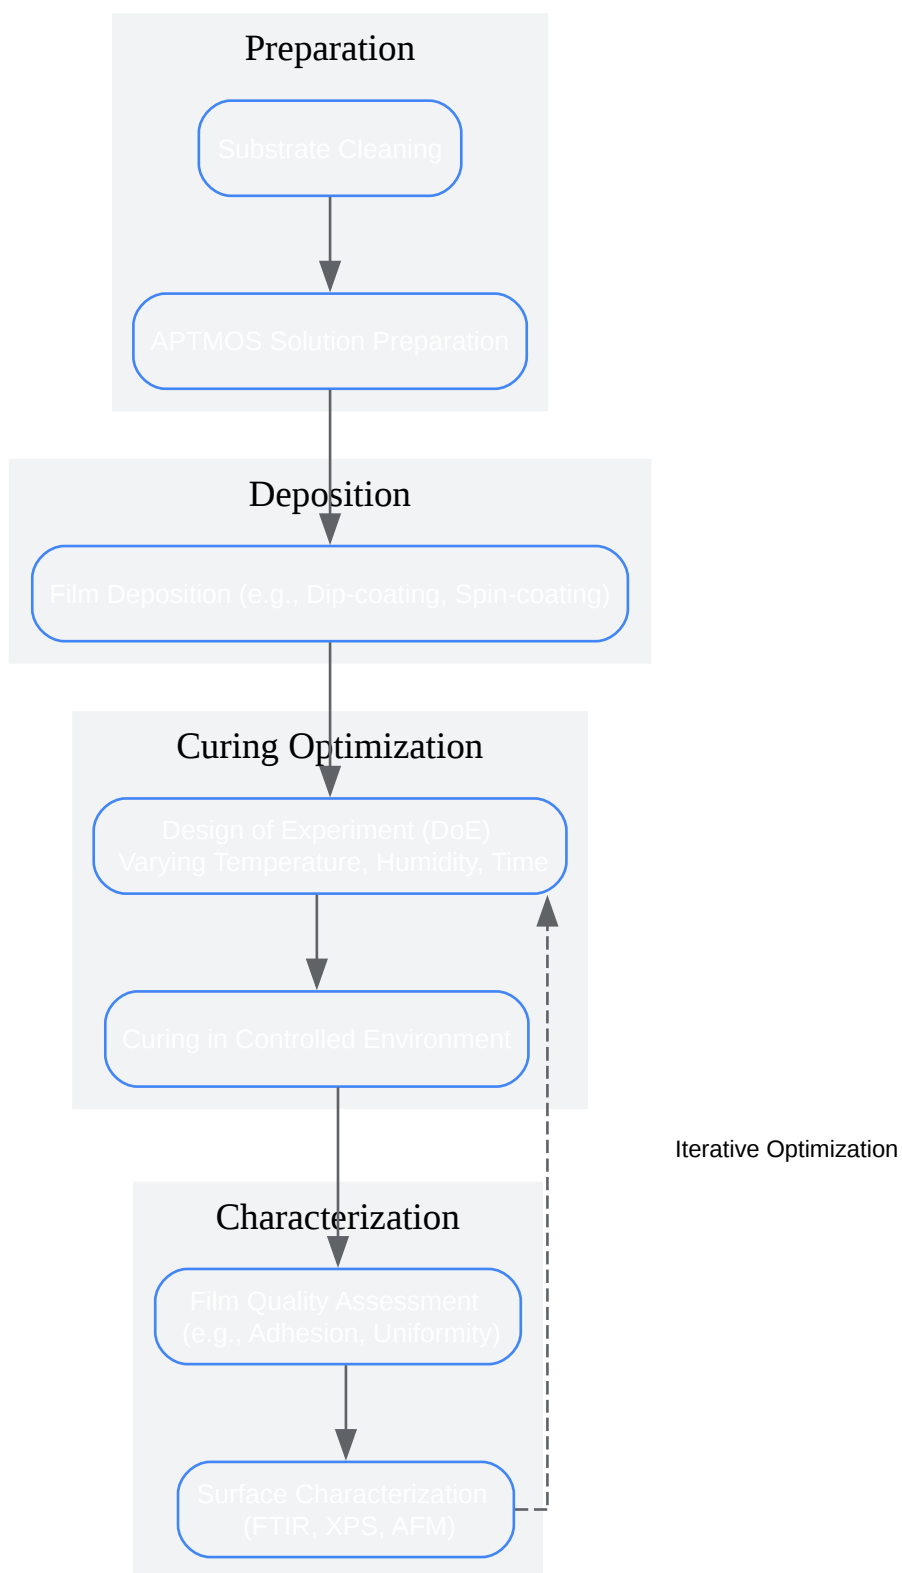 Preparation
Substrate Cleaning
APTMOS Solution Preparation
Deposition
Film Deposition (e.g., Dip-coating, Spin-coating)
Curing Optimization
Design of Experiment (DoE)
Varying Temperature, Humidity, Time
Curing in Controlled Environment
Iterative Optimization
Characterization
Film Quality Assessment
(e.g., Adhesion, Uniformity)
Surface Characterization
(FTIR, XPS, AFM)